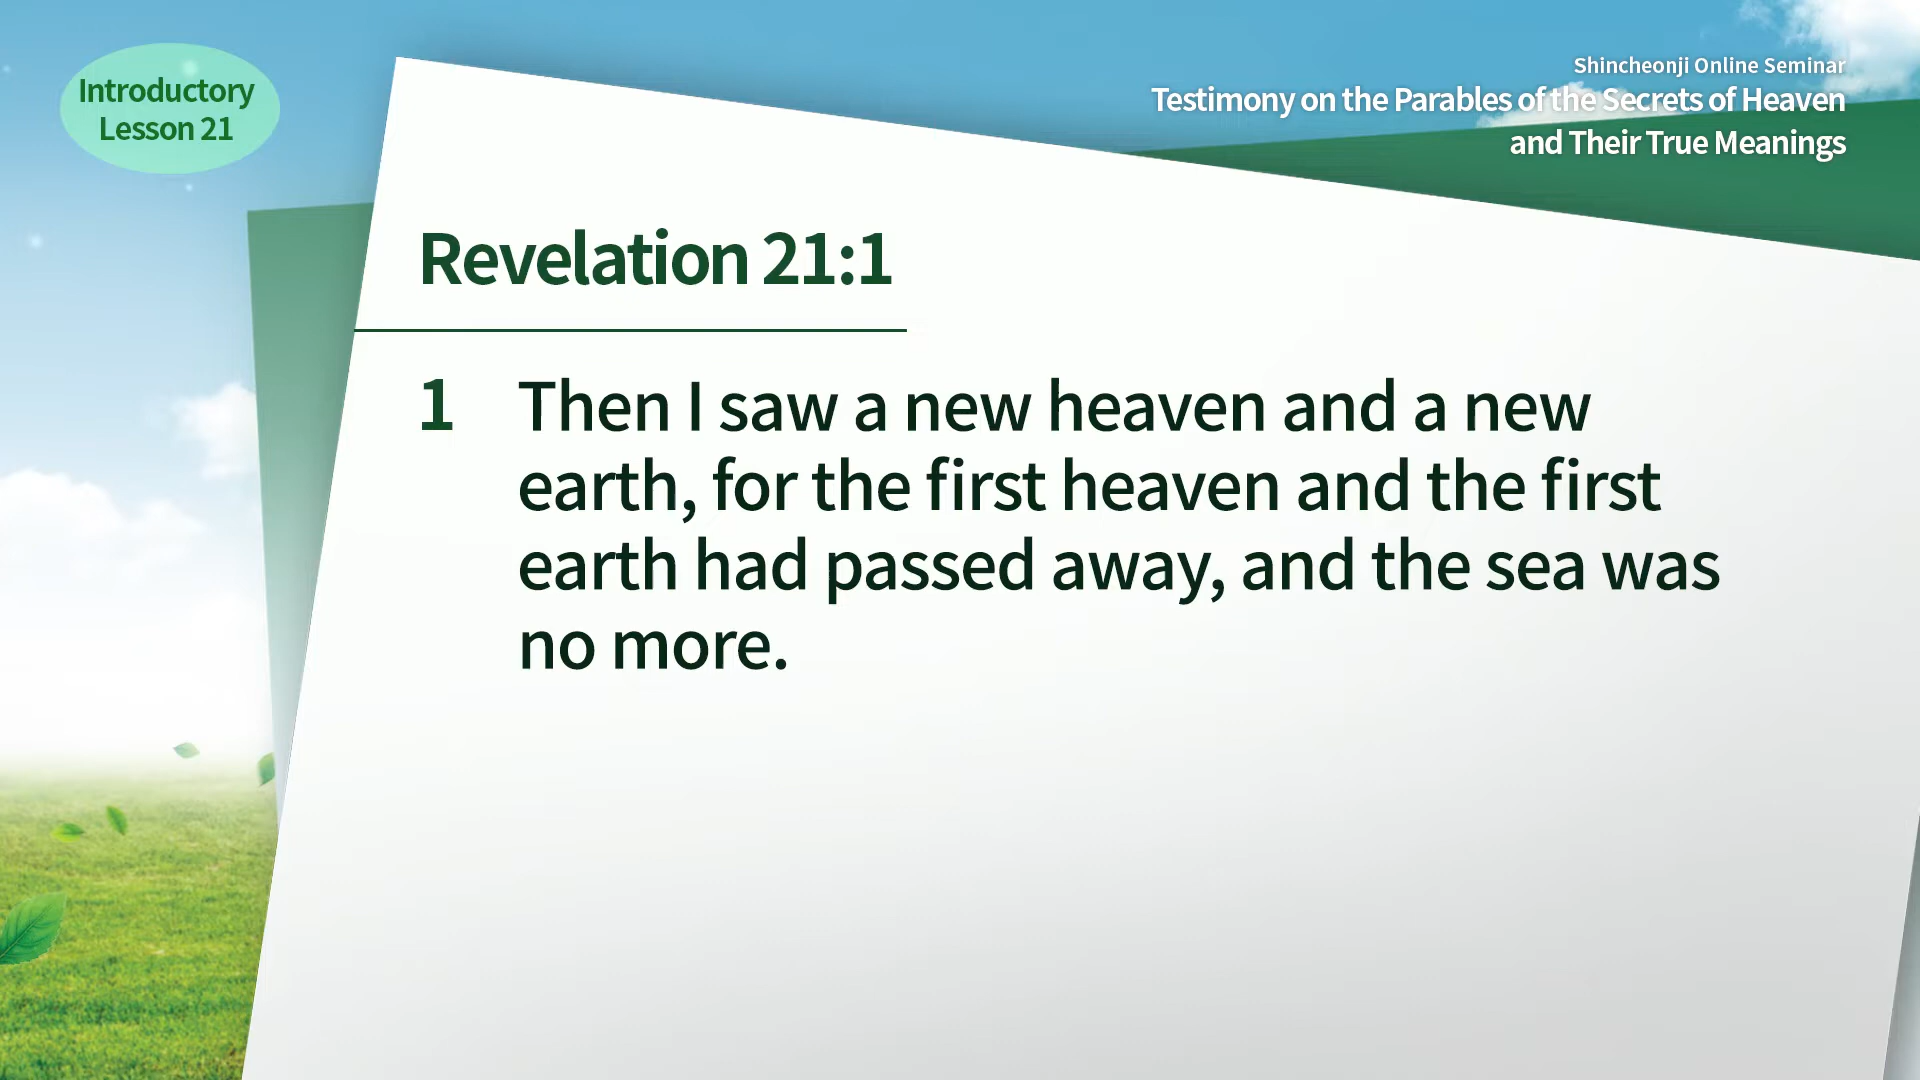 Introductory
Lesson 21
Shincheonji Online Seminar
Testimony on the Parables of the Secrets of Heaven
and Their True Meanings
Revelation 21:1
1 Then I saw a new heaven and a new
earth, for the first heaven and the first
earth had passed away, and the sea was
no more.